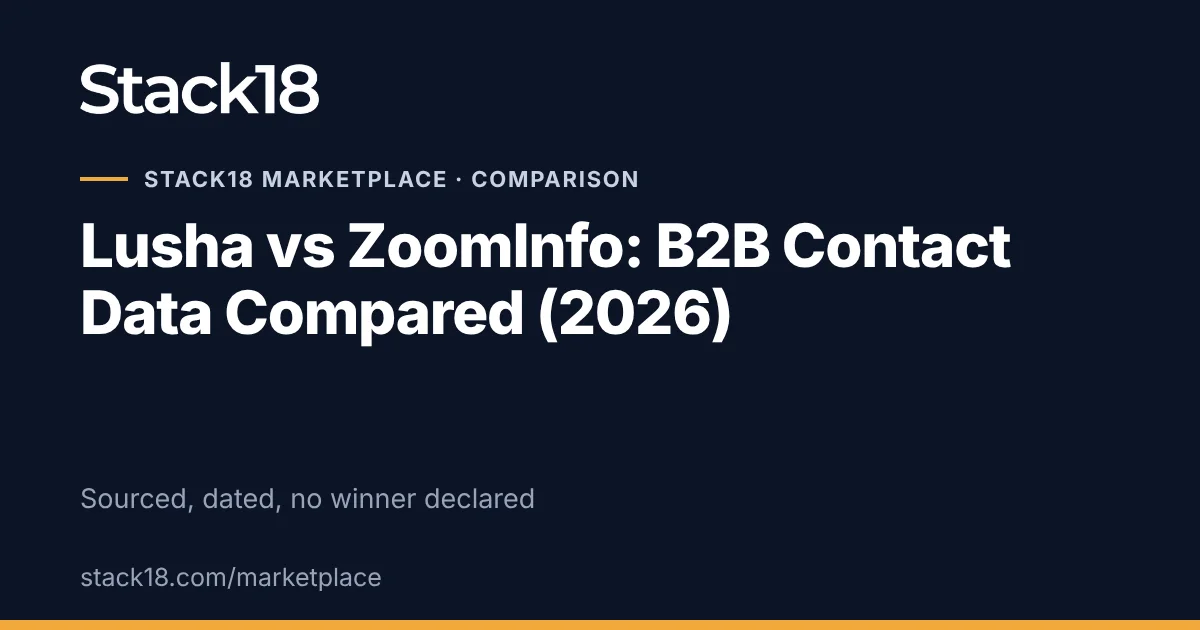 Stack18
STACK18 MARKETPLACE · COMPARISON
Lusha vs ZoomInfo: B2B Contact
Data Compared (2026)
Sourced, dated, no winner declared
stack18.com/marketplace